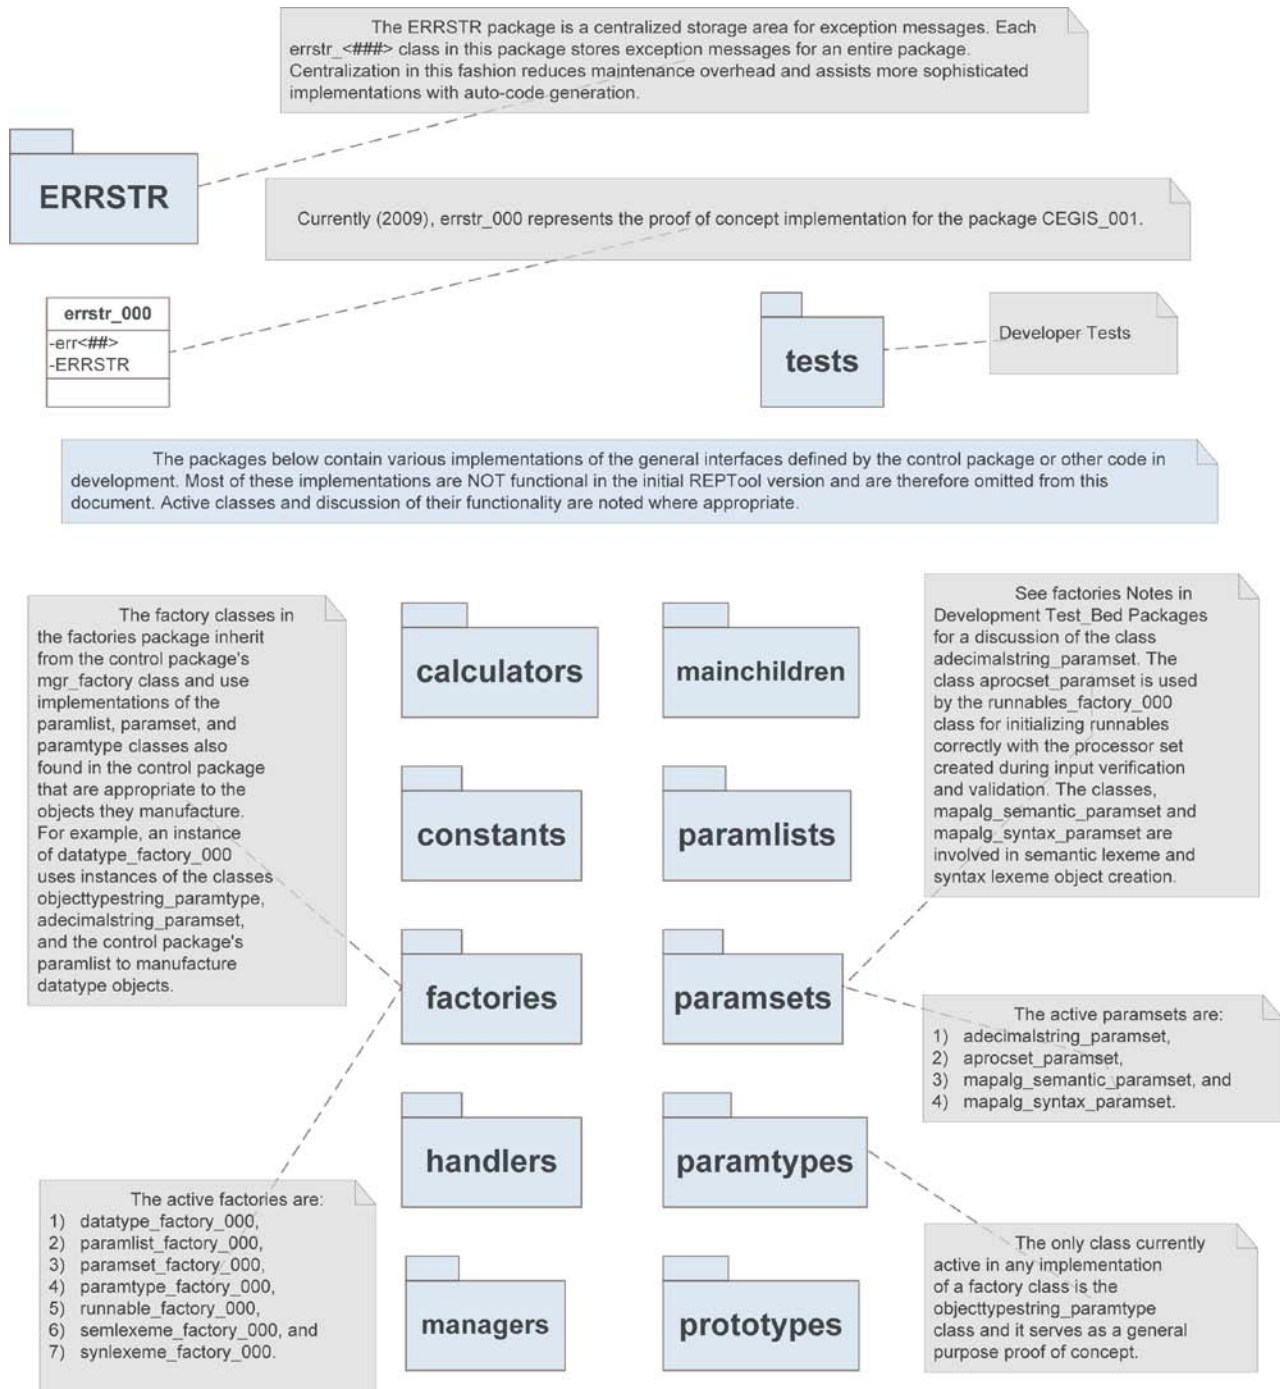 The ERRSTR package is a centralized storage area for exception messages. Each
errstr_<###> class in this package stores exception messages for an entire package.
Centralization in this fashion reduces maintenance overhead and assists more sophisticated
implementations with auto-code generation.
ERRSTR
Currently (2009), errstr_000 represents the proof of concept implementation for the package CEGIS_001.
errstr_000
-err<##>
-ERRSTR
tests
Developer Tests
The packages below contain various implementations of the general interfaces defined by the control package or other code in
development. Most of these implementations are NOT functional in the initial REPTool version and are therefore omitted from this
document. Active classes and discussion of their functionality are noted where appropriate.
The factory classes in
the factories package inherit
from the control package's
mgr_factory class and use
implementations of the
paramlist, paramset, and
paramtype classes also
found in the control package
that are appropriate to the
objects they manufacture.
For example, an instance
of datatype_factory_000
uses instances of the classes
objecttypestring_paramtype,
adecimalstring_paramset,
and the control package's
paramlist to manufacture
datatype objects.
calculators
mainchildren
See factories Notes in
Development Test_Bed Packages
for a discussion of the class
adecimalstring_paramset. The
class aprocset_paramset is used
by the runnables_factory_000
class for initializing runnables
correctly with the processor set
created during input verification
and validation. The classes,
mapalg_semantic_paramset and
mapalg_syntax_paramset are
involved in semantic lexeme and
syntax lexeme object creation.
constants
paramlists
factories
paramsets
The active paramsets are:
1) adecimalstring_paramset,
2) aprocset_paramset,
3) mapalg_semantic_paramset, and
4) mapalg_syntax_paramset.
handlers
paramtypes
The active factories are:
1) datatype_factory_000,
2) paramlist_factory_000,
3) paramset_factory_000,
4) paramtype_factory_000,
5) runnable_factory_000,
6) semlexeme_factory_000, and
7) synlexeme_factory_000.
managers
prototypes
The only class currently
active in any implementation
of a factory class is the
objecttypestring_paramtype
class and it serves as a general
purpose proof of concept.